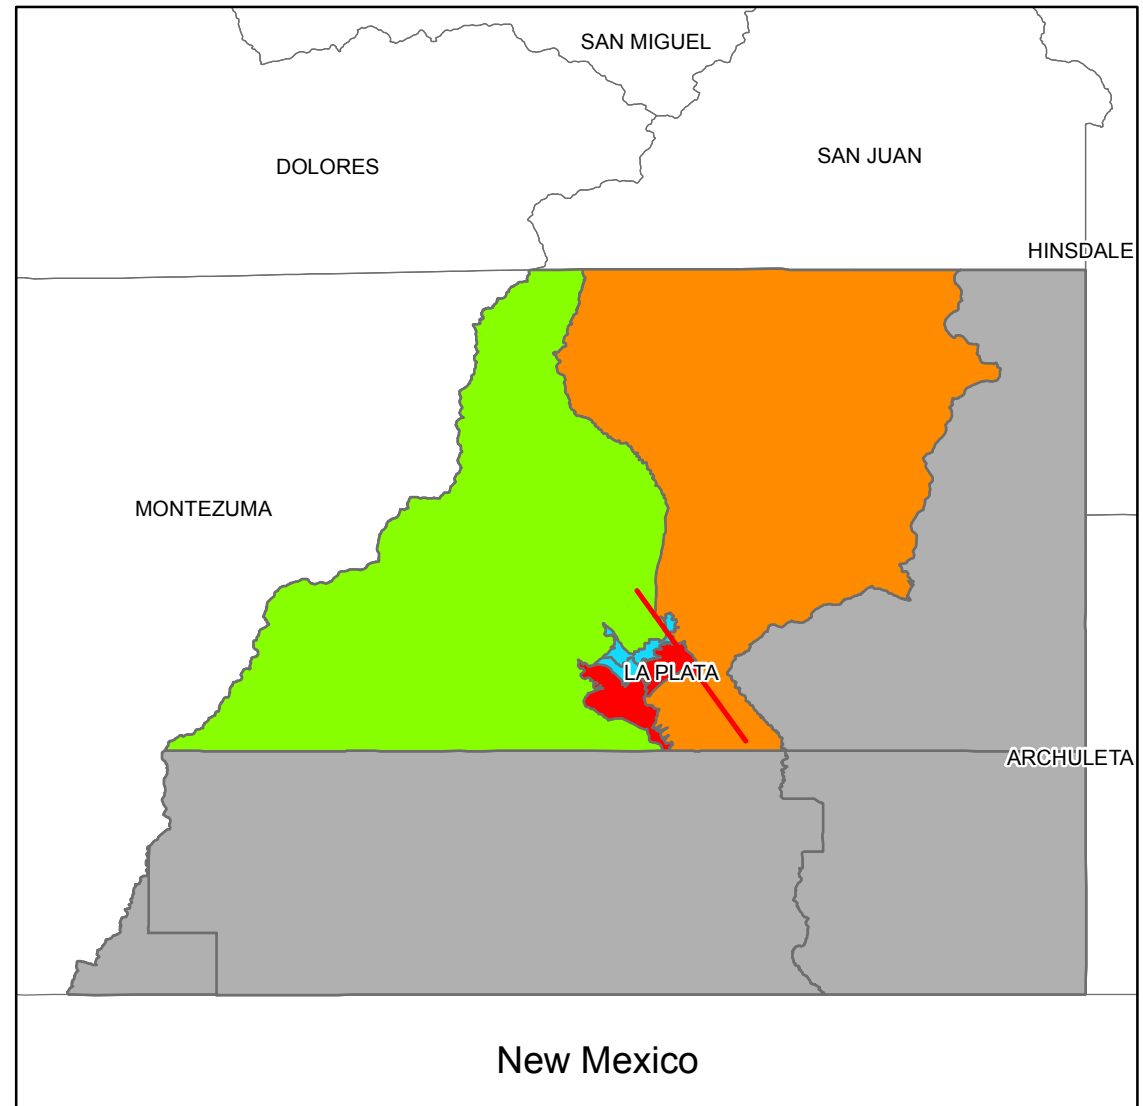 SAN MIGUEL
DOLORES
SAN JUAN
HINSDALE
MONTEZUMA
LA PLATA
ARCHULETA
New Mexico